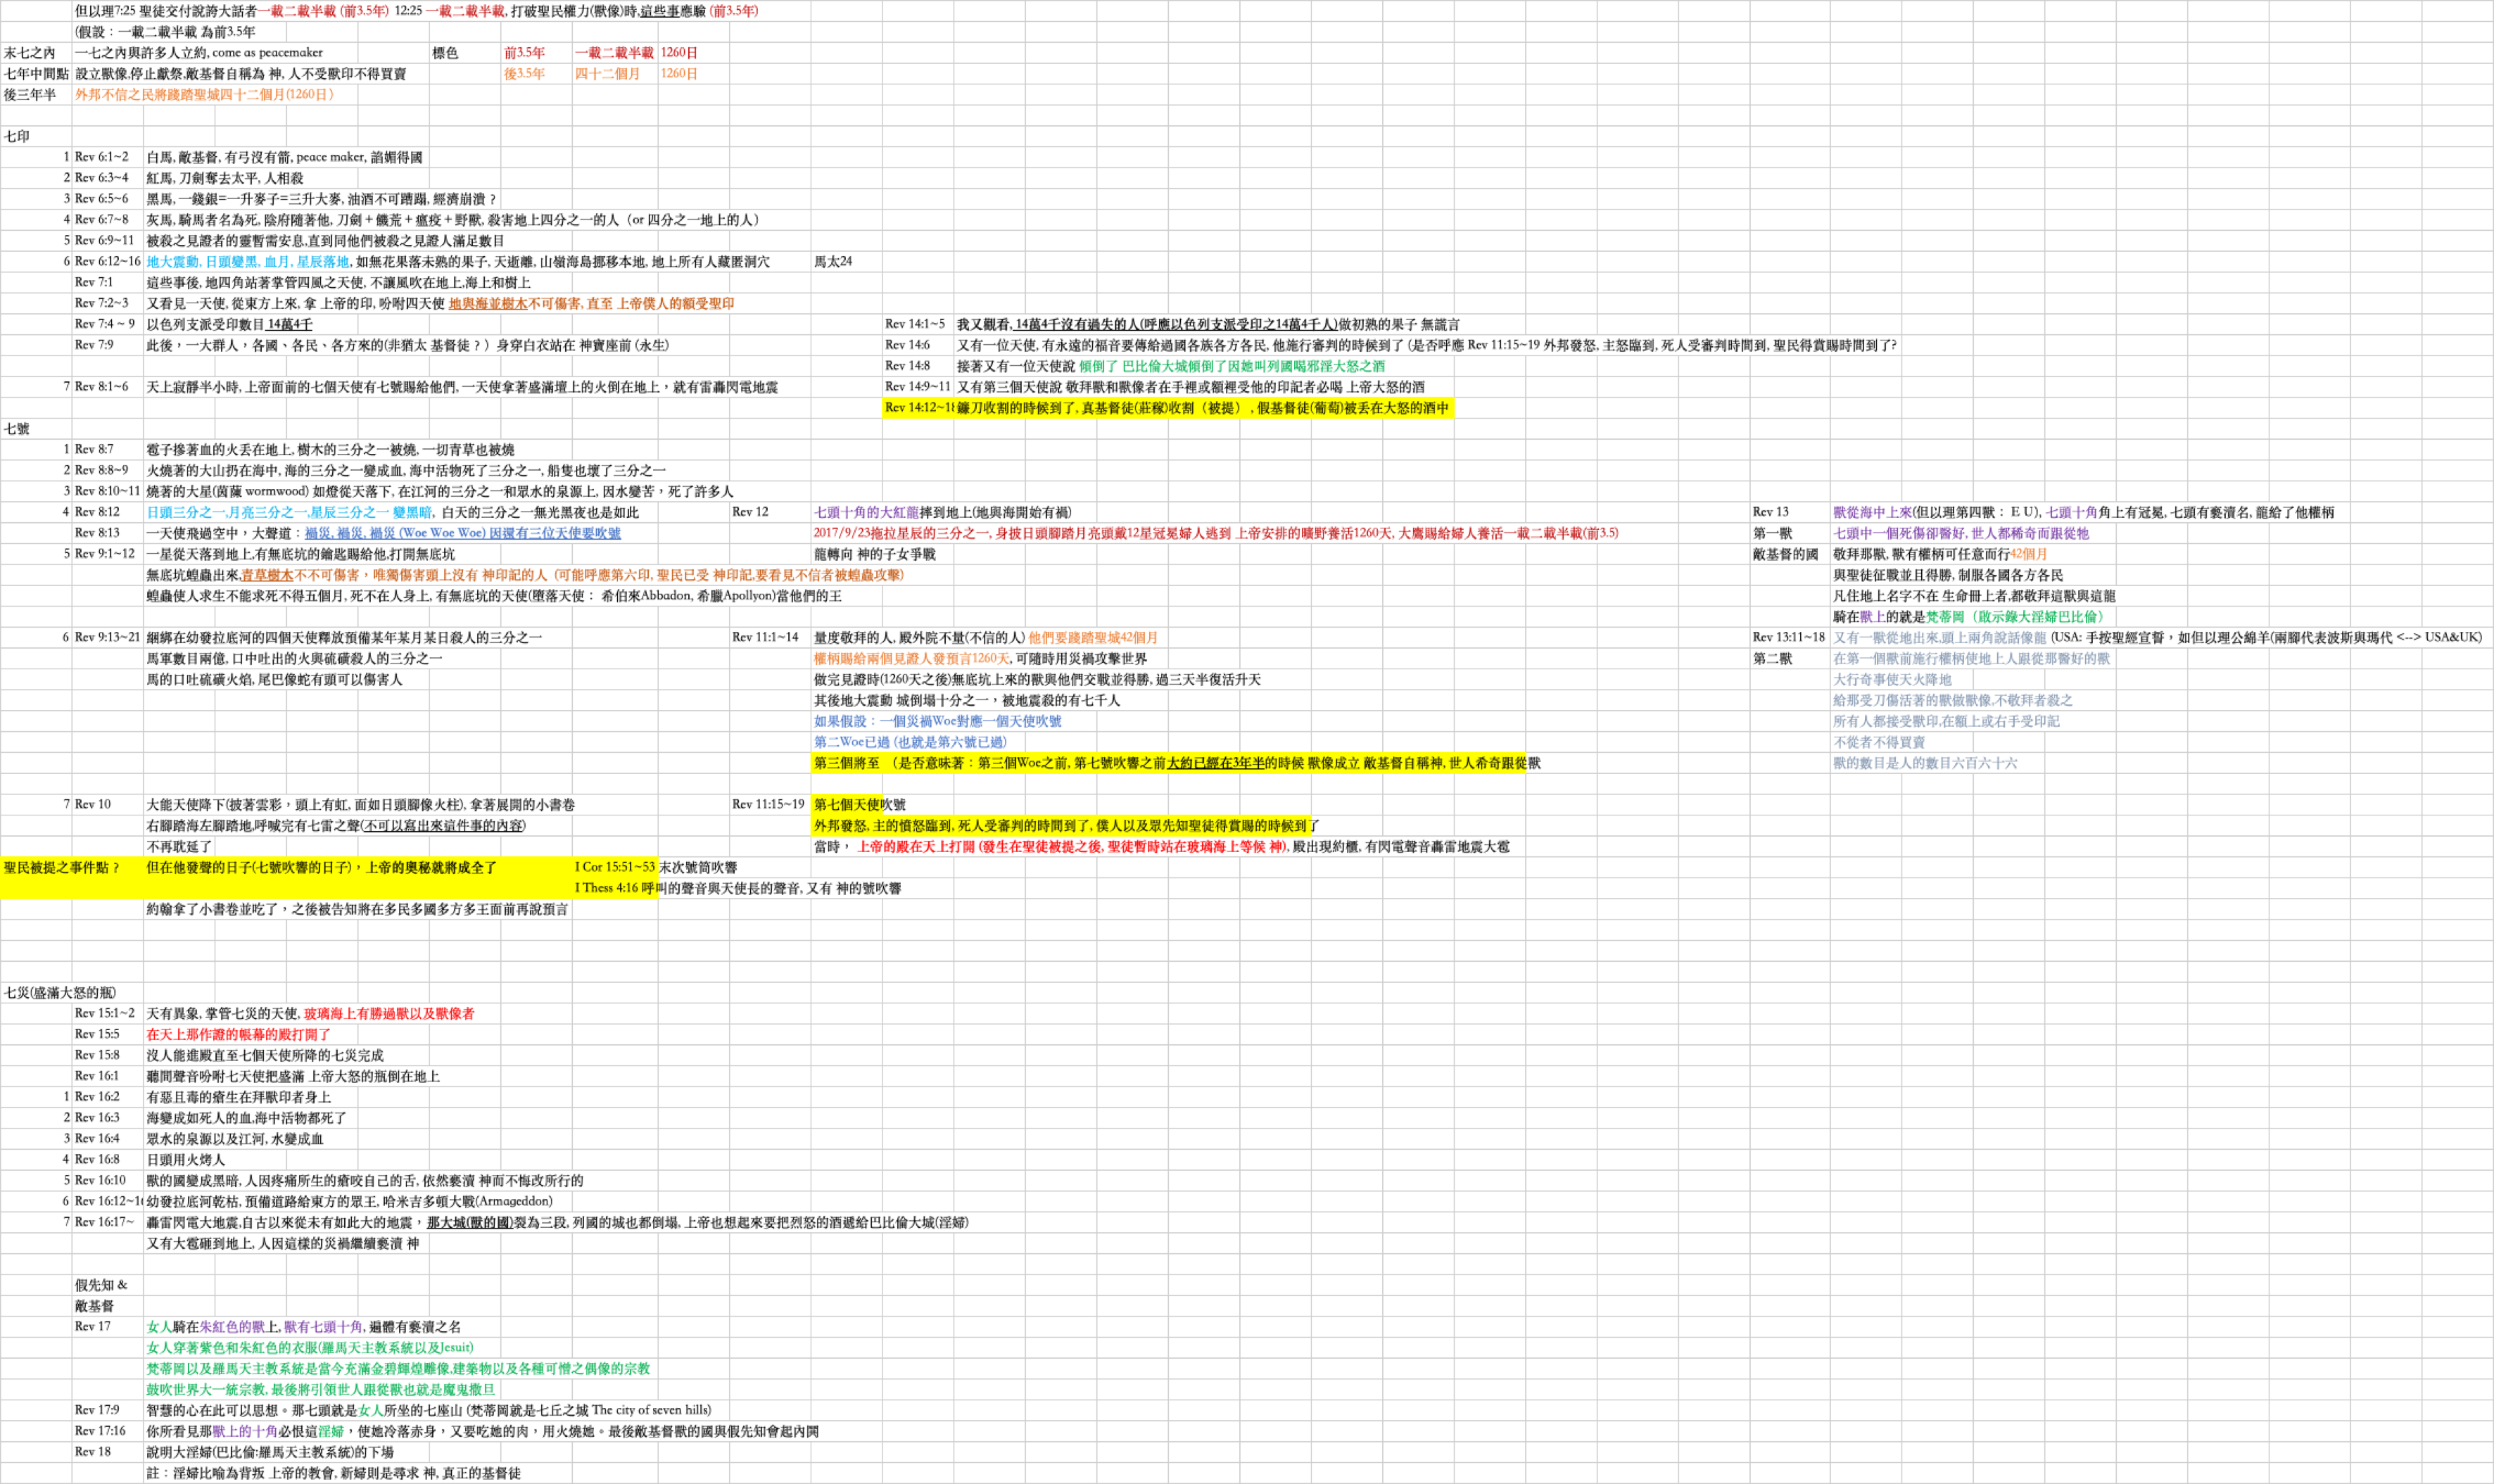 但以理7:25 聖徒交付說誇大話者一載二載半載 (前3.5年)  12:25 一載二載半載, 打破聖民權力(獸像)時,這些事應驗 (前3.5年)
(假設：一載二載半載 為前3.5年
末七之內 一七之內與許多人立約, come as peacemaker 標色 前3.5年 一載二載半載 1260日
七年中間點 設立獸像,停止獻祭,敵基督自稱為 神, 人不受獸印不得買賣 後3.5年 四十二個月 1260日
後三年半 外邦不信之民將踐踏聖城四十二個月(1260日)
七印
1 Rev 6:1~2 白馬, 敵基督, 有弓沒有箭, peace maker, 諂媚得國
2 Rev 6:3~4 紅馬, 刀劍奪去太平, 人相殺
3 Rev 6:5~6 黑馬, 一錢銀=一升麥子=三升大麥, 油酒不可蹧蹋, 經濟崩潰？
4 Rev 6:7~8 灰馬, 騎馬者名為死, 陰府隨著他, 刀劍＋饑荒＋瘟疫＋野獸, 殺害地上四分之一的人（or 四分之一地上的人）
5 Rev 6:9~11 被殺之見證者的靈暫需安息,直到同他們被殺之見證人滿足數目
6 Rev 6:12~16 地大震動, 日頭變黑, 血月, 星辰落地, 如無花果落未熟的果子, 天逝離, 山嶺海島挪移本地, 地上所有人藏匿洞穴 馬太24
Rev 7:1 這些事後, 地四角站著掌管四風之天使, 不讓風吹在地上,海上和樹上
Rev 7:2~3 又看見一天使, 從東方上來, 拿 上帝的印, 吩咐四天使 地與海並樹木不可傷害, 直至 上帝僕人的額受聖印
Rev 7:4 ~ 9 以色列支派受印數目 14萬4千 Rev 14:1~5 我又觀看, 14萬4千沒有過失的人(呼應以色列支派受印之14萬4千人)做初熟的果子 無謊言
Rev 7:9 此後，一大群人，各國、各民、各方來的(非猶太 基督徒？）身穿白衣站在 神寶座前 (永生) Rev 14:6 又有一位天使, 有永遠的福音要傳給過國各族各方各民, 他施行審判的時候到了 (是否呼應 Rev 11:15~19 外邦發怒, 主怒臨到, 死人受審判時間到, 聖民得賞賜時間到了?
Rev 14:8 接著又有一位天使說 傾倒了 巴比倫大城傾倒了因她叫列國喝邪淫大怒之酒
7 Rev 8:1~6 天上寂靜半小時, 上帝面前的七個天使有七號賜給他們, 一天使拿著盛滿壇上的火倒在地上，就有雷轟閃電地震 Rev 14:9~11 又有第三個天使說 敬拜獸和獸像者在手裡或額裡受他的印記者必喝 上帝大怒的酒
Rev 14:12~1 鐮刀收割的時候到了, 真基督徒(莊稼)收割（被提），假基督徒(葡萄)被丟在大怒的酒中
七號
1 Rev 8:7 雹子摻著血的火丟在地上, 樹木的三分之一被燒, 一切青草也被燒
2 Rev 8:8~9 火燒著的大山扔在海中, 海的三分之一變成血, 海中活物死了三分之一, 船隻也壞了三分之一
3 Rev 8:10~11 燒著的大星(茵蔯 wormwood) 如燈從天落下, 在江河的三分之一和眾水的泉源上, 因水變苦，死了許多人
4 Rev 8:12 日頭三分之一,月亮三分之一,星辰三分之一 變黑暗,  白天的三分之一無光黑夜也是如此 Rev 12 七頭十角的大紅龍摔到地上(地與海開始有禍) Rev 13 獸從海中上來(但以理第四獸： E U), 七頭十角角上有冠冕, 七頭有褻瀆名, 龍給了他權柄
Rev 8:13 一天使飛過空中，大聲道：禍災, 禍災, 禍災 (Woe Woe Woe) 因還有三位天使要吹號 2017/9/23拖拉星辰的三分之一, 身披日頭腳踏月亮頭戴12星冠冕婦人逃到 上帝安排的曠野養活1260天, 大鷹賜給婦人養活一載二載半載(前3.5) 第一獸 七頭中一個死傷卻醫好, 世人都稀奇而跟從牠
5 Rev 9:1~12 一星從天落到地上,有無底坑的鑰匙賜給他,打開無底坑 龍轉向 神的子女爭戰 敵基督的國 敬拜那獸, 獸有權柄可任意而行42個月
無底坑蝗蟲出來,青草樹木不不可傷害，唯獨傷害頭上沒有 神印記的人 (可能呼應第六印, 聖民已受 神印記,要看見不信者被蝗蟲攻擊) 與聖徒征戰並且得勝, 制服各國各方各民
蝗蟲使人求生不能求死不得五個月, 死不在人身上, 有無底坑的天使(墮落天使： 希伯來Abbadon, 希臘Apollyon)當他們的王 凡住地上名字不在 生命冊上者,都敬拜這獸與這龍
騎在獸上的就是梵蒂岡（啟示錄大淫婦巴比倫）
6 Rev 9:13~21 綑綁在幼發拉底河的四個天使釋放預備某年某月某日殺人的三分之一 Rev 11:1~14 量度敬拜的人, 殿外院不量(不信的人) 他們要踐踏聖城42個月 Rev 13:11~18 又有一獸從地出來,頭上兩角說話像龍 (USA: 手按聖經宣誓，如但以理公綿羊(兩腳代表波斯與瑪代 <--> USA&UK)
馬軍數目兩億, 口中吐出的火與硫磺殺人的三分之一 權柄賜給兩個見證人發預言1260天, 可隨時用災禍攻擊世界 第二獸 在第一個獸前施行權柄使地上人跟從那醫好的獸
馬的口吐硫磺火焰, 尾巴像蛇有頭可以傷害人 做完見證時(1260天之後)無底坑上來的獸與他們交戰並得勝, 過三天半復活升天 大行奇事使天火降地
其後地大震動 城倒塌十分之一，被地震殺的有七千人 給那受刀傷活著的獸做獸像,不敬拜者殺之
如果假設：一個災禍Woe對應一個天使吹號 所有人都接受獸印,在額上或右手受印記
第二Woe已過 (也就是第六號已過) 不從者不得買賣
第三個將至 （是否意味著：第三個Woe之前, 第七號吹響之前大約已經在3年半的時候 獸像成立 敵基督自稱神, 世人希奇跟從獸 獸的數目是人的數目六百六十六
7 Rev 10 大能天使降下(披著雲彩，頭上有虹, 面如日頭腳像火柱), 拿著展開的小書卷 Rev 11:15~19 第七個天使吹號
右腳踏海左腳踏地,呼喊完有七雷之聲(不可以寫出來這件事的內容) 外邦發怒, 主的憤怒臨到, 死人受審判的時間到了, 僕人以及眾先知聖徒得賞賜的時候到了
不再耽延了 當時， 上帝的殿在天上打開 (發生在聖徒被提之後, 聖徒暫時站在玻璃海上等候 神), 殿出現約櫃, 有閃電聲音轟雷地震大雹
聖民被提之事件點？ 但在他發聲的日子(七號吹響的日子)，上帝的奧秘就將成全了 I Cor 15:51~53 末次號筒吹響
I Thess 4:16 呼叫的聲音與天使長的聲音, 又有 神的號吹響
約翰拿了小書卷並吃了，之後被告知將在多民多國多方多王面前再說預言
七災(盛滿大怒的瓶)
Rev 15:1~2 天有異象, 掌管七災的天使, 玻璃海上有勝過獸以及獸像者
Rev 15:5 在天上那作證的帳幕的殿打開了
Rev 15:8 沒人能進殿直至七個天使所降的七災完成
Rev 16:1 聽間聲音吩咐七天使把盛滿 上帝大怒的瓶倒在地上
1 Rev 16:2 有惡且毒的瘡生在拜獸印者身上
2 Rev 16:3 海變成如死人的血,海中活物都死了
3 Rev 16:4 眾水的泉源以及江河, 水變成血
4 Rev 16:8 日頭用火烤人
5 Rev 16:10 獸的國變成黑暗, 人因疼痛所生的瘡咬自己的舌, 依然褻瀆 神而不悔改所行的
6 Rev 16:12~1 幼發拉底河乾枯, 預備道路給東方的眾王, 哈米吉多頓大戰(Armageddon)
7 Rev 16:17~ 轟雷閃電大地震,自古以來從未有如此大的地震，那大城(獸的國)裂為三段, 列國的城也都倒塌, 上帝也想起來要把烈怒的酒遞給巴比倫大城(淫婦)
又有大雹砸到地上, 人因這樣的災禍繼續褻瀆 神
假先知 &
敵基督
Rev 17 女人騎在朱紅色的獸上, 獸有七頭十角, 遍體有褻瀆之名
女人穿著紫色和朱紅色的衣服(羅馬天主教系統以及Jesuit)
梵蒂岡以及羅馬天主教系統是當今充滿金碧輝煌雕像,建築物以及各種可憎之偶像的宗教
鼓吹世界大一統宗教, 最後將引領世人跟從獸也就是魔鬼撒旦
Rev 17:9 智慧的心在此可以思想。那七頭就是女人所坐的七座山 (梵蒂岡就是七丘之城 The city of seven hills)
Rev 17:16 你所看見那獸上的十角必恨這淫婦，使她冷落赤身，又要吃她的肉，用火燒她。最後敵基督獸的國與假先知會起內鬨
Rev 18 說明大淫婦(巴比倫:羅馬天主教系統)的下場
註：淫婦比喻為背叛 上帝的教會, 新婦則是尋求 神, 真正的基督徒